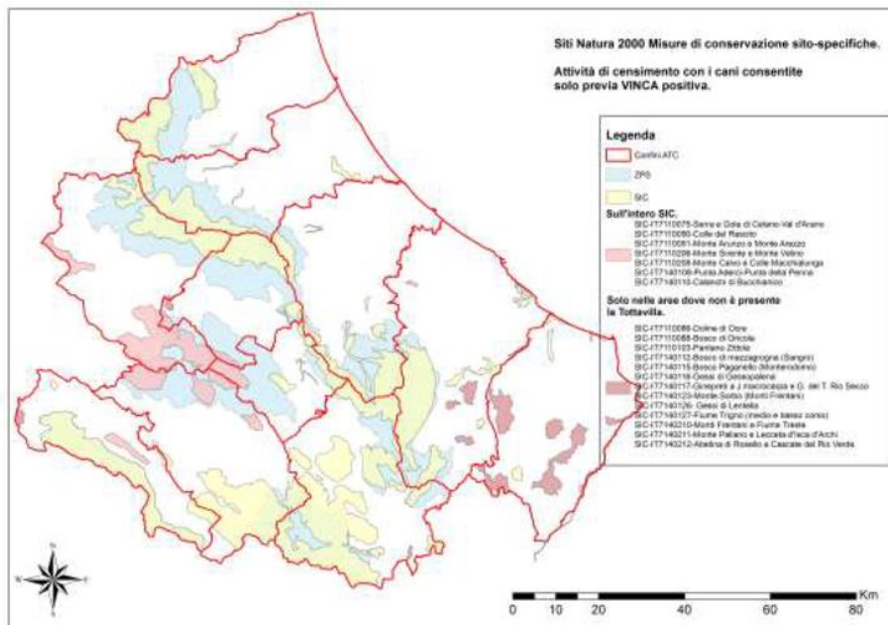 Siti Natura 2000 Misure di conservazione sito-specifiche.
Attività di censimento con i cani consentite
solo previa VINCA positiva.
Legenda
Confini ATC
ZPS
SIC
Sull'intero SIC.
SIC-IT7110075-Serra e Gola di Celano-Val d'Arano
SIC-IT7110090-Colle del Rascito
SIC-IT7110091-Monte Arunzo e Monte Arezzo
SIC-IT7110206-Monte Sirente e Monte Velino
SIC-IT7110208-Monte Calvo e Colle Macchialunga
SIC-IT7140108-Punta Aderci-Punta della Penna
SIC-IT7140110-Calanchi di Bucchianico
Solo nelle aree dove non è presente
la Tottavilla.
SIC-IT7110086-Doline di Ocre
SIC-IT7110088-Bosco di Oricola
SIC-IT7110103-Pantano Zittola
SIC-IT7140112-Bosco di mozzagrogna (Sangro)
SIC-IT7140115-Bosco Paganello (Montenerodomo)
SIC-IT7140116-Gessi di Gessopalena
SIC-IT7140117-Ginepreti a J. macrocarpa e G. del T. Rio Secco
SIC-IT7140123-Monte Sorbo (Monti Frentani)
SIC-IT7140126- Gessi di Lentella
SIC-IT7140127-Fiume Trigno (medio e basso corso)
SIC-IT7140210-Monti Frentani e Fiume Treste
SIC-IT7140211-Monte Pallano e Lecceta d'Isca d'Archi
SIC-IT7140212-Abetina di Rosello e Cascate del Rio Verde
N
W E
S
Km
0 5 10 20 40 60 80